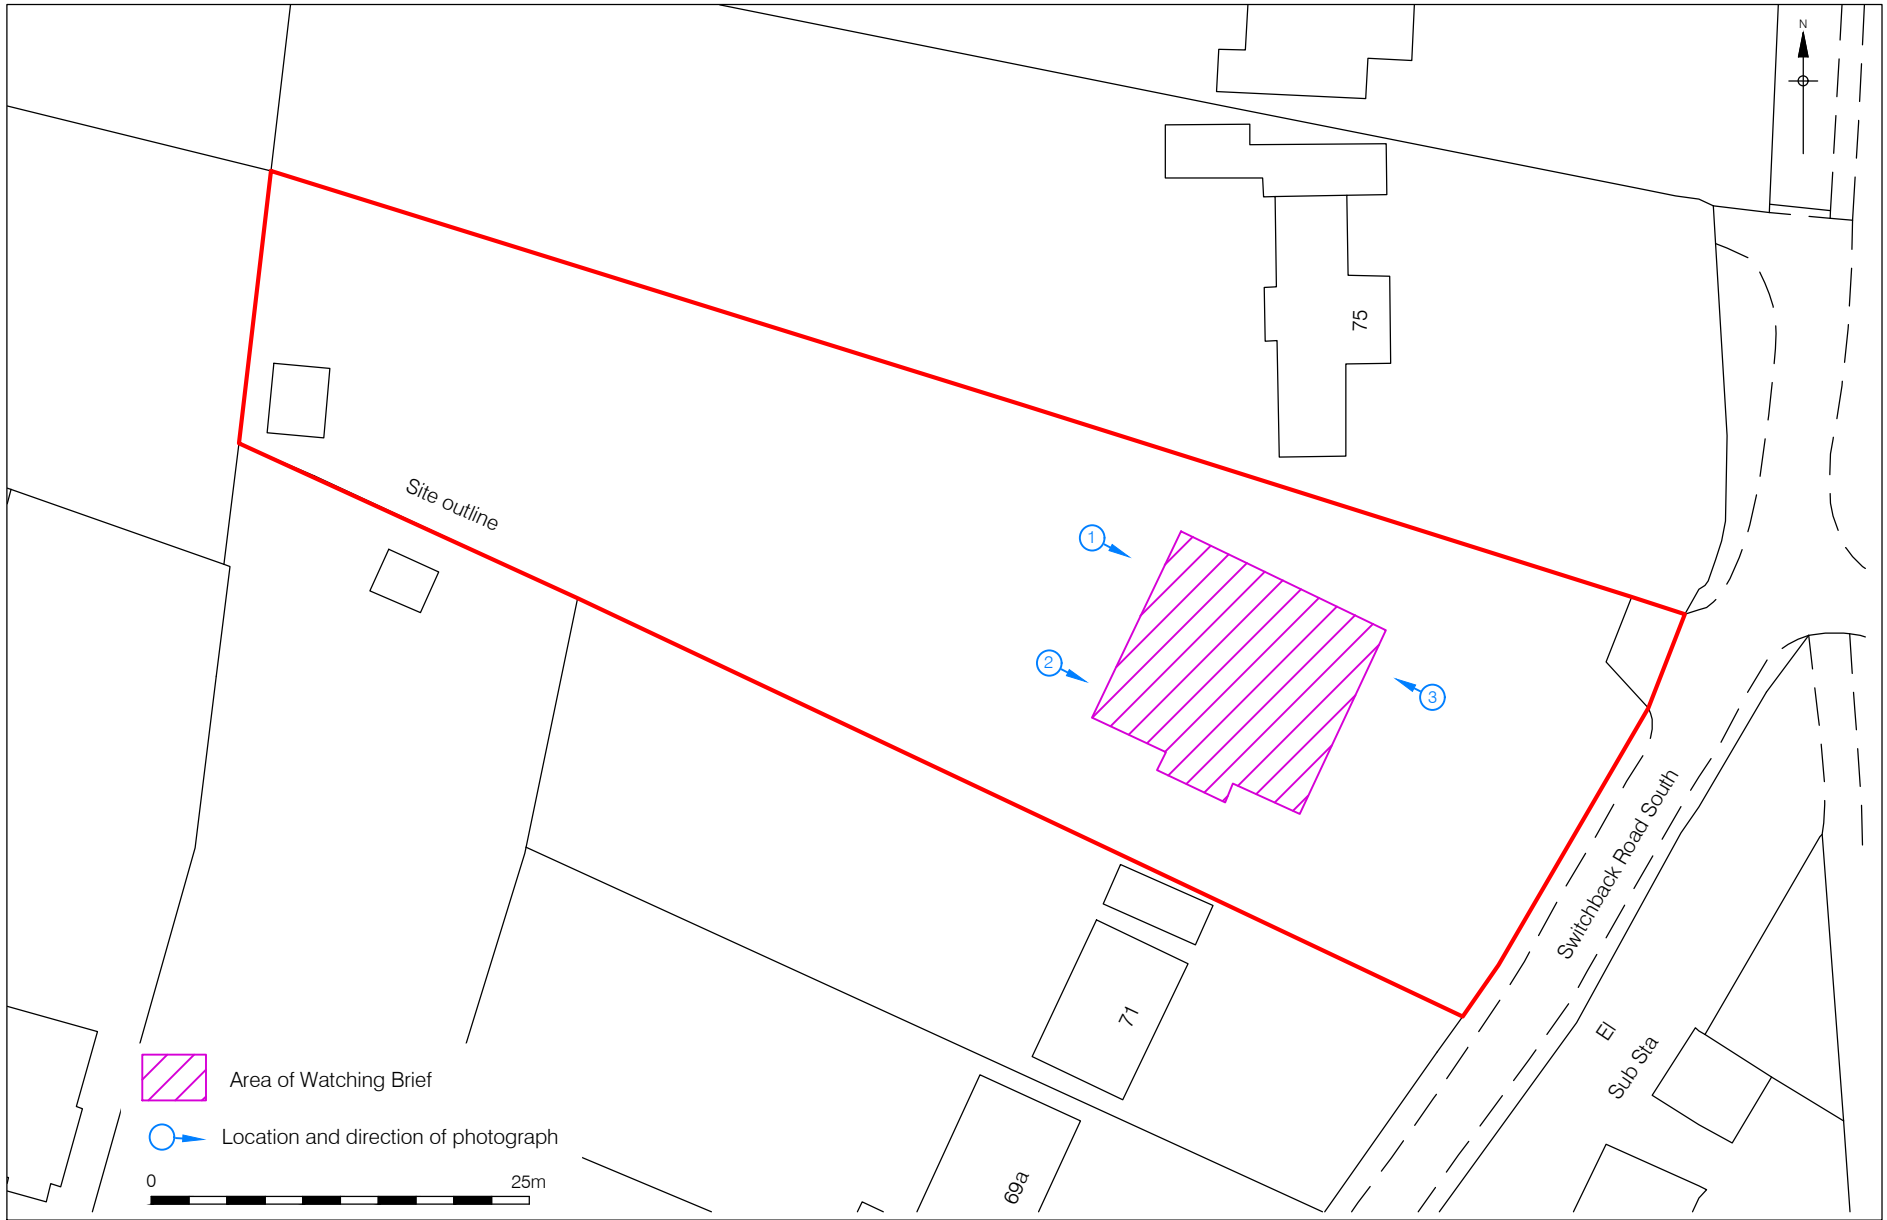 N
75
Site outline
1
2
3
Switchback Road South
71
El
Sub Sta
69a
Area of Watching Brief
Location and direction of photograph
0 25m